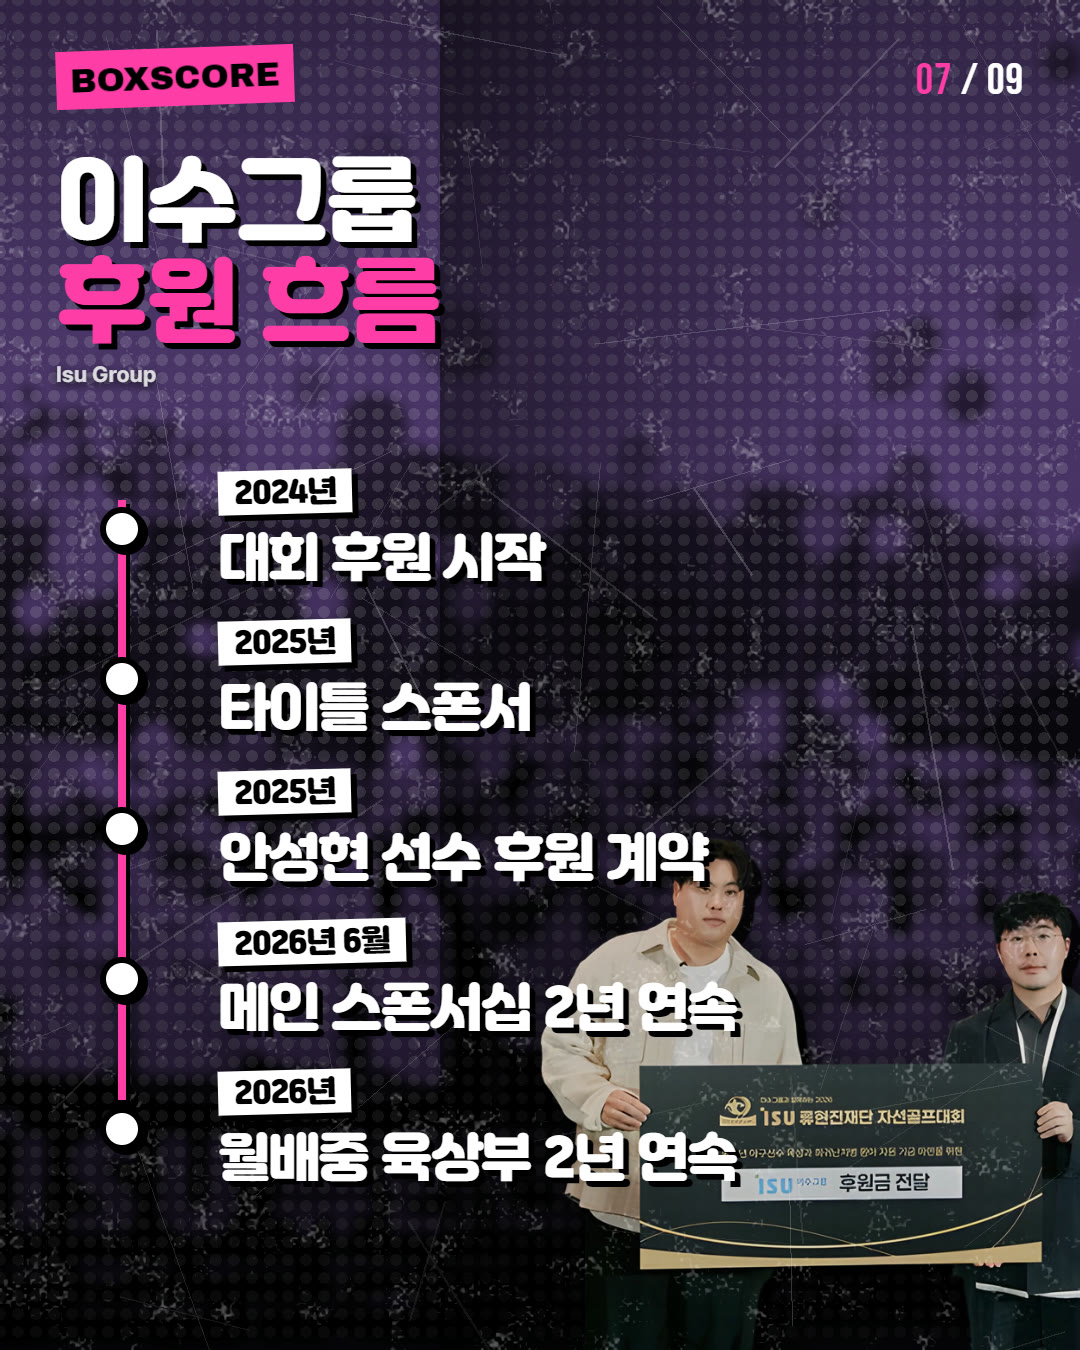 BOXSCORE
07 / 09
이수그룹
후원 흐름
Isu Group
2024년
대회 후원 시작
2025년
타이틀 스폰서
2025년
안성현 선수 후원 계약
2026년 6월
메인 스폰서십 2년 연속
2026년
월배중 육상부 2년 연속
2026
ISU 류현진재단 자선골프대회
ISU 이수그룹 후원금 전달